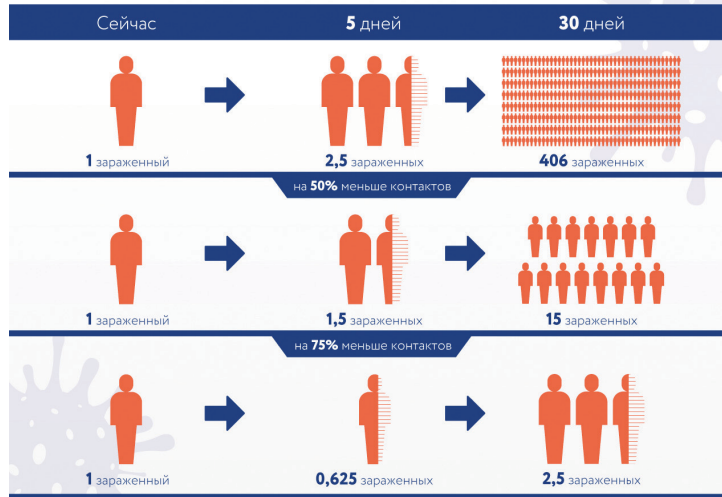 Сейчас 5 дней 30 дней
1 зараженный 2,5 зараженных 406 зараженных
на 50% меньше контактов
1 зараженный 1,5 зараженных 15 зараженных
на 75% меньше контактов
1 зараженный 0,625 зараженных 2,5 зараженных